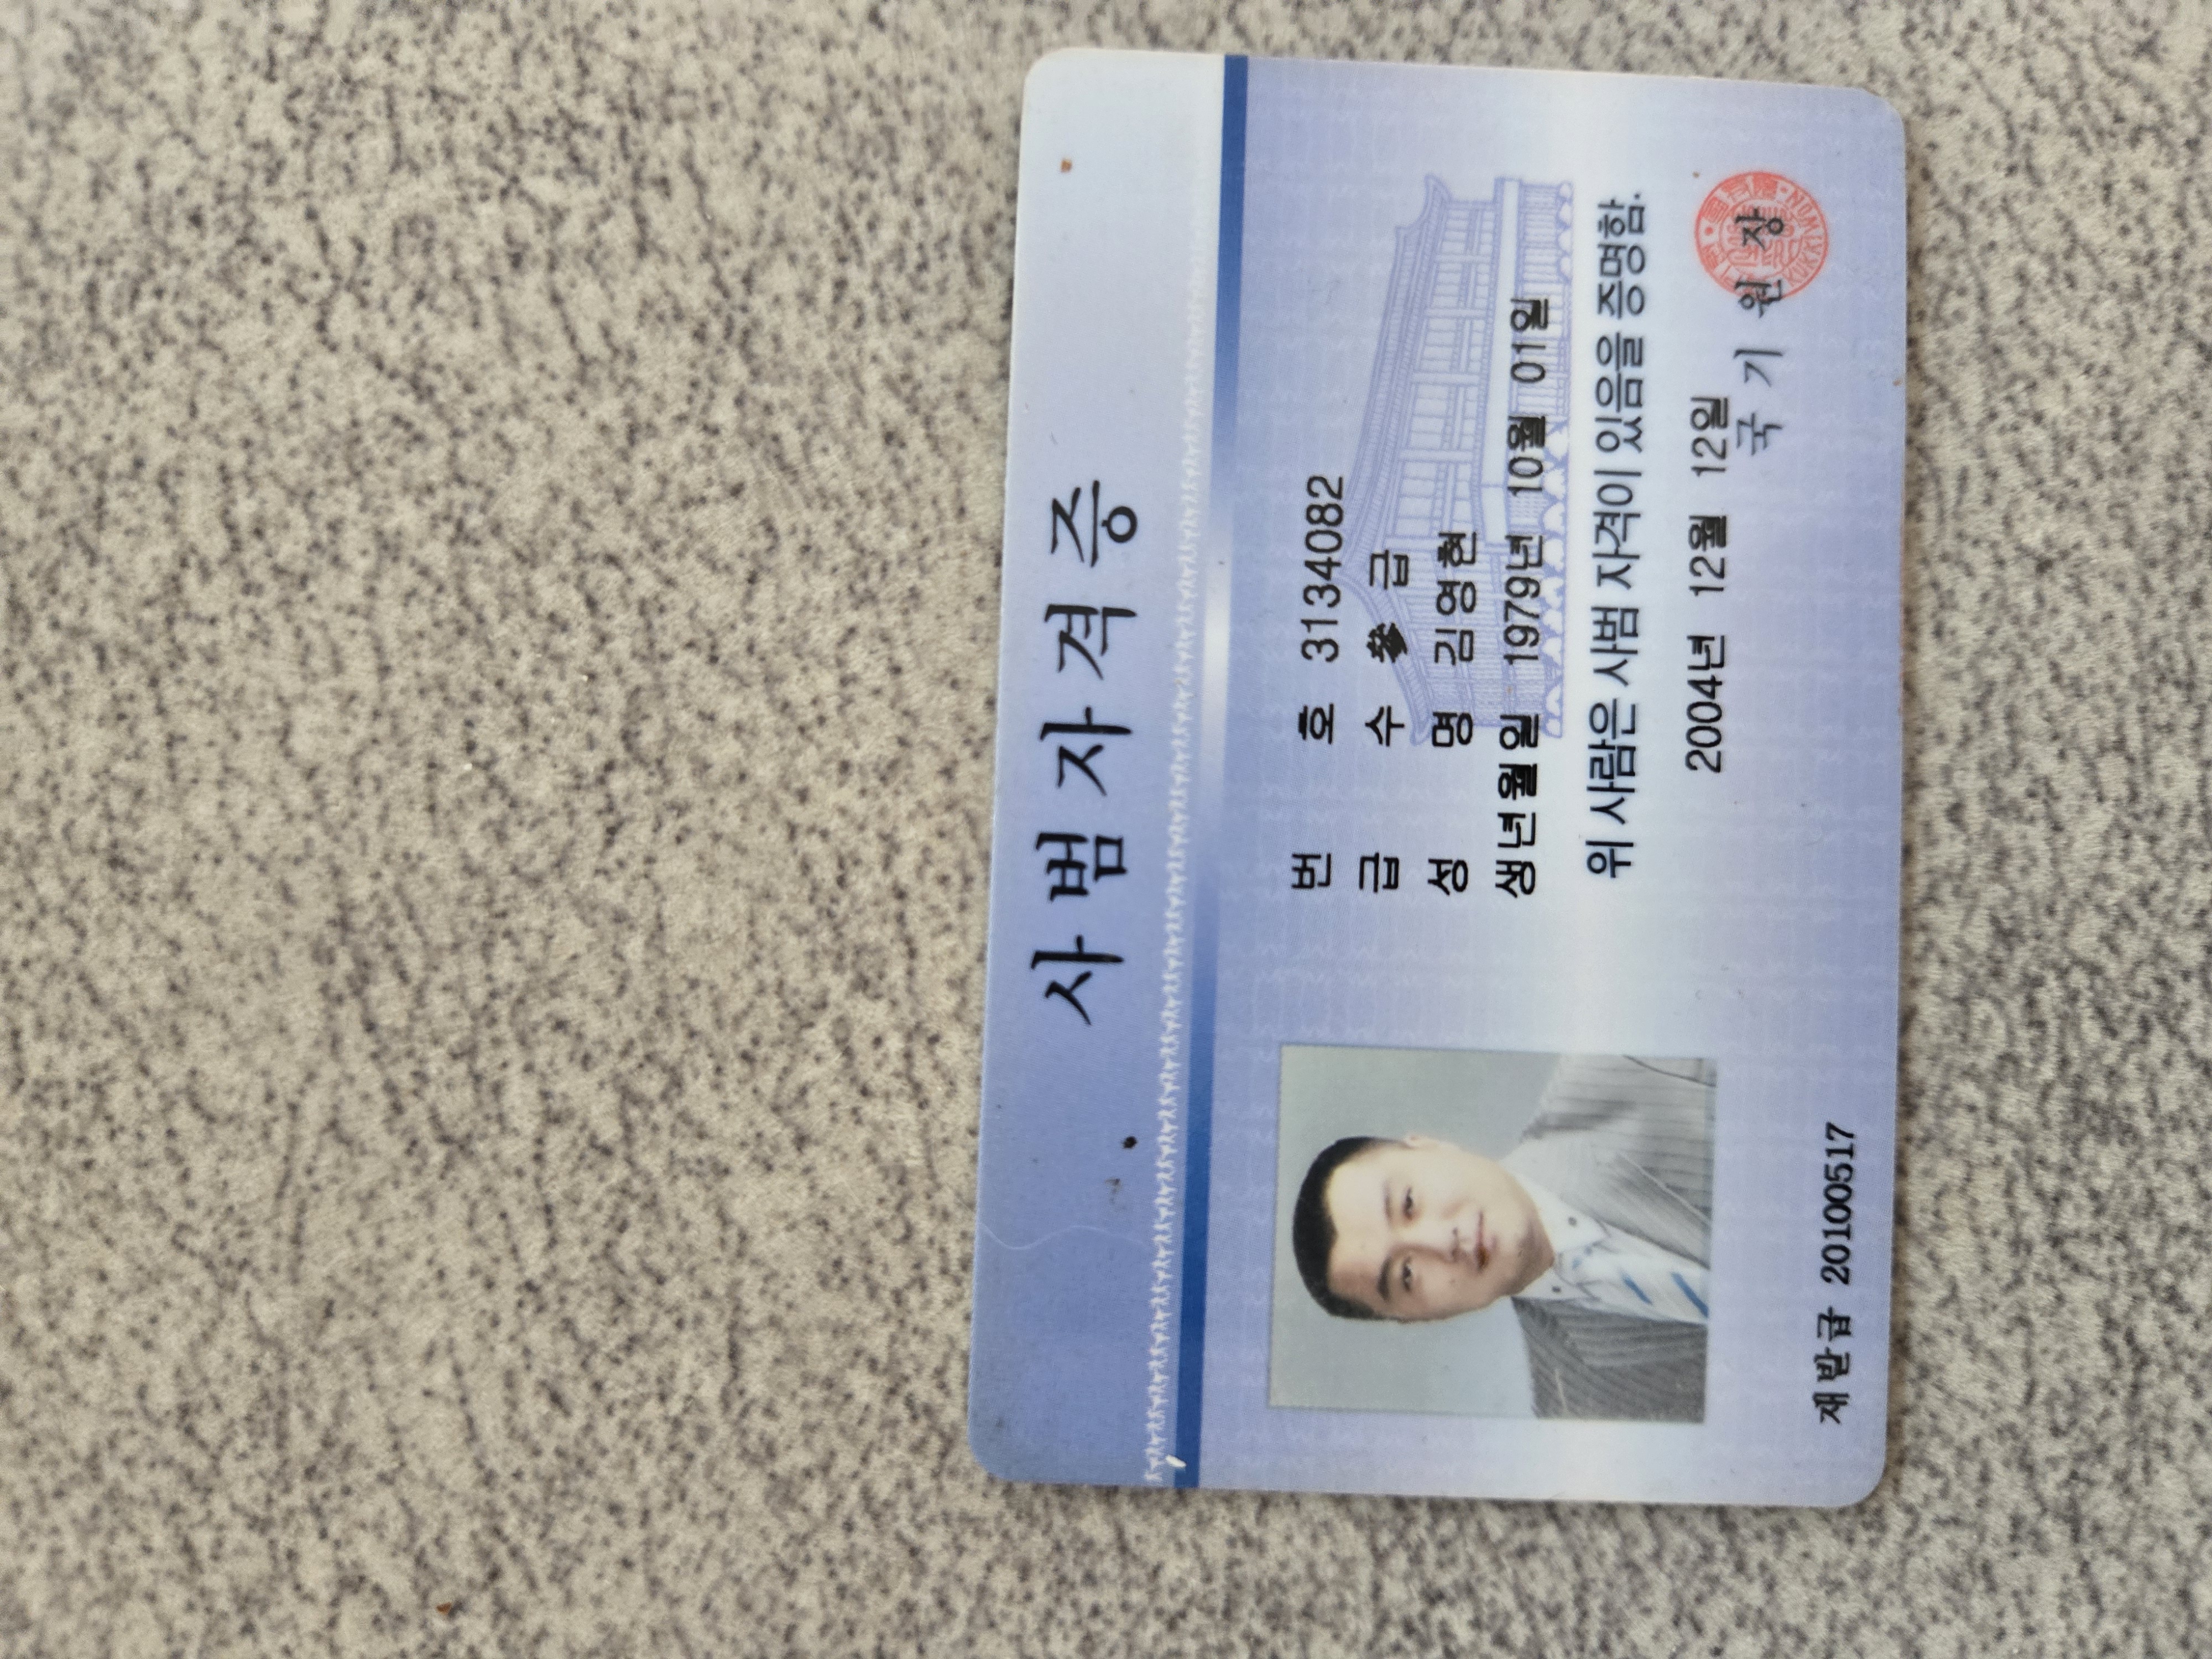 사범자격증
번 호 3134082
급 수 參 급
성 명 김영현
생년월일 1979년 10월 01일
위 사람은 사범 자격이 있음을 증명함.
2004년 12월 12일
국 기 원 장
재발급 20100517
KUKKIWON